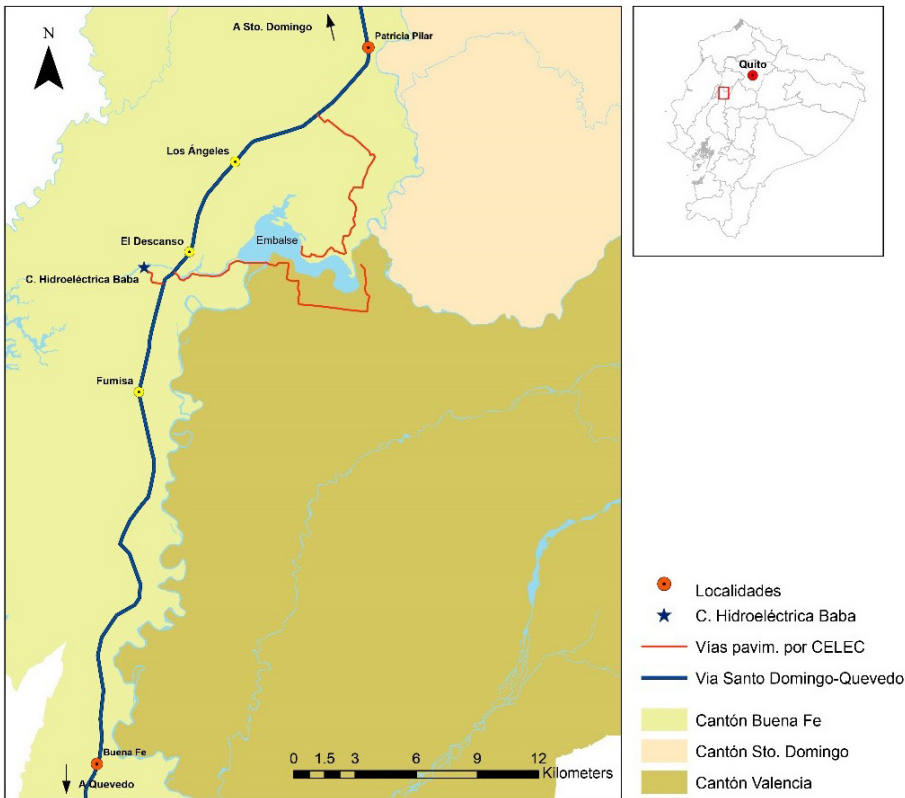 A Sto. Domingo
N
Patricia Pilar
Los Ángeles
El Descanso
Embalse
C. Hidroeléctrica Baba
Fumisa
Buena Fe
A Quevedo
0 1.5 3 6 9 12
Kilometers
Quito
Localidades
C. Hidroeléctrica Baba
Vías pavim. por CELEC
Via Santo Domingo-Quevedo
Cantón Buena Fe
Cantón Sto. Domingo
Cantón Valencia